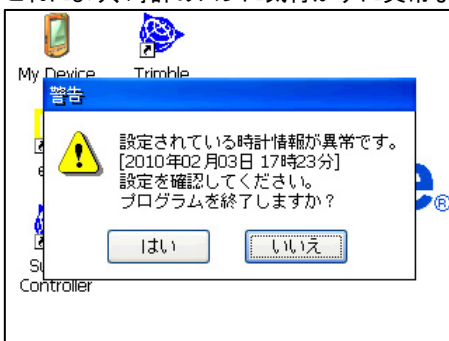 My Device
Trimble
警告
設定されている時計情報が異常です。
[2010年02月03日 17時23分]
設定を確認してください。
プログラムを終了しますか？
はい
いいえ
e
®
Su
Controller